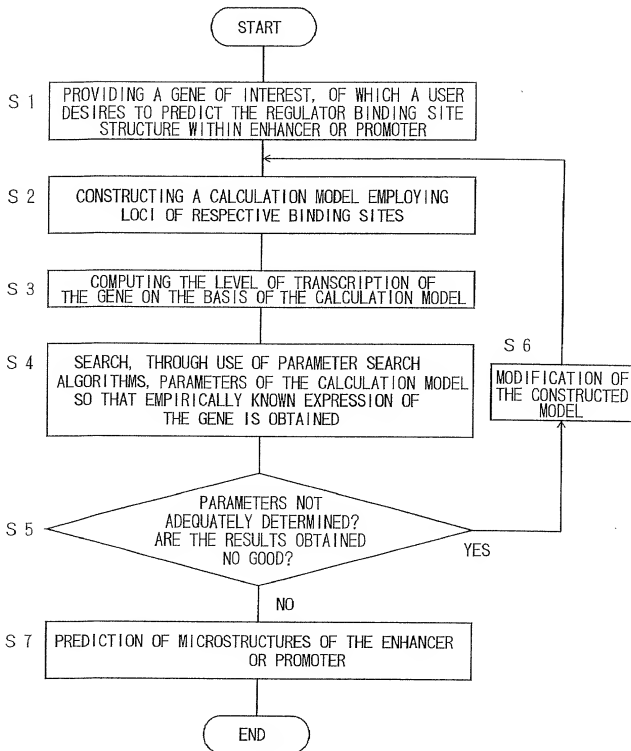 START
S 1
PROVIDING A GENE OF INTEREST, OF WHICH A USER
DESIRES TO PREDICT THE REGULATOR BINDING SITE
STRUCTURE WITHIN ENHANCER OR PROMOTER
S 2
CONSTRUCTING A CALCULATION MODEL EMPLOYING
LOCI OF RESPECTIVE BINDING SITES
S 3
COMPUTING THE LEVEL OF TRANSCRIPTION OF
THE GENE ON THE BASIS OF THE CALCULATION MODEL
S 4
SEARCH, THROUGH USE OF PARAMETER SEARCH
ALGORITHMS, PARAMETERS OF THE CALCULATION MODEL
SO THAT EMPIRICALLY KNOWN EXPRESSION OF
THE GENE IS OBTAINED
S 6
MODIFICATION OF
THE CONSTRUCTED
MODEL
S 5
PARAMETERS NOT
ADEQUATELY DETERMINED?
ARE THE RESULTS OBTAINED
NO GOOD?
YES
NO
S 7
PREDICTION OF MICROSTRUCTURES OF THE ENHANCER
OR PROMOTER
END